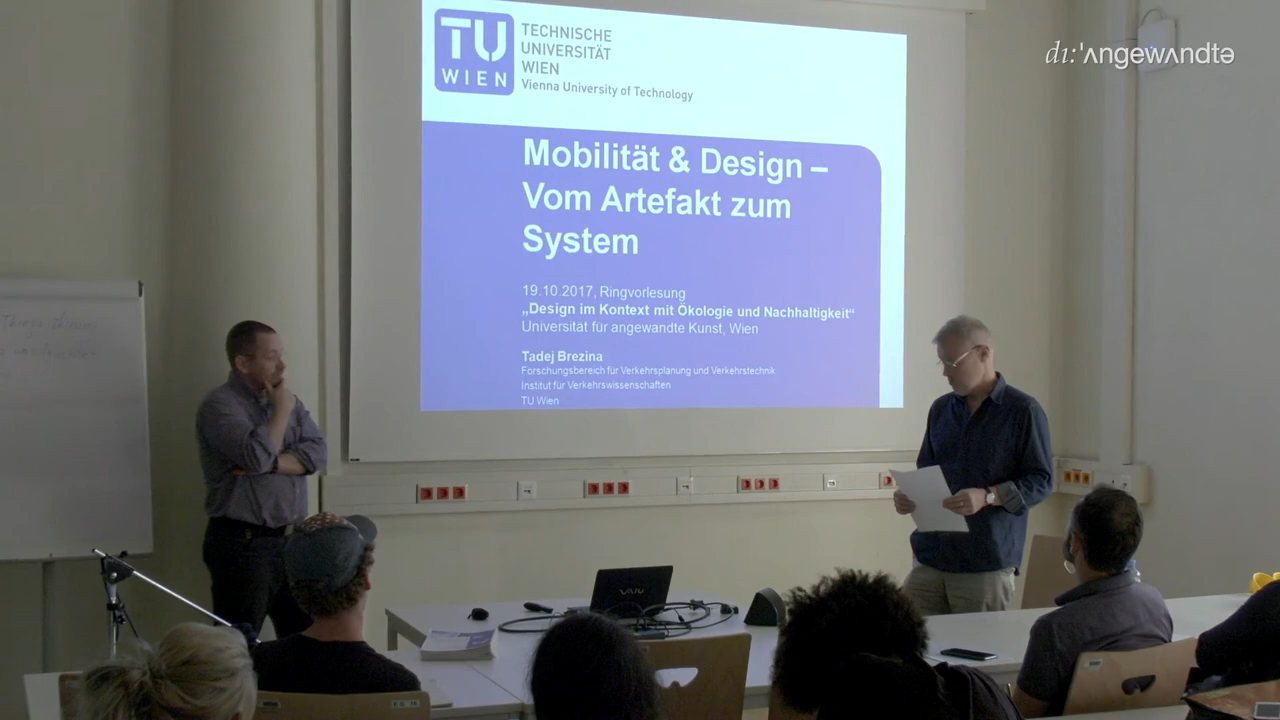 TU
WIEN
TECHNISCHE
UNIVERSITÄT
WIEN
Vienna University of Technology
dı:ˈʌngewʌndtə
Mobilität & Design –
Vom Artefakt zum
System
19.10.2017, Ringvorlesung
„Design im Kontext mit Ökologie und Nachhaltigkeit“
Universität für angewandte Kunst, Wien
Tadej Brezina
Forschungsbereich für Verkehrsplanung und Verkehrstechnik
Institut für Verkehrswissenschaften
TU Wien
VAIO